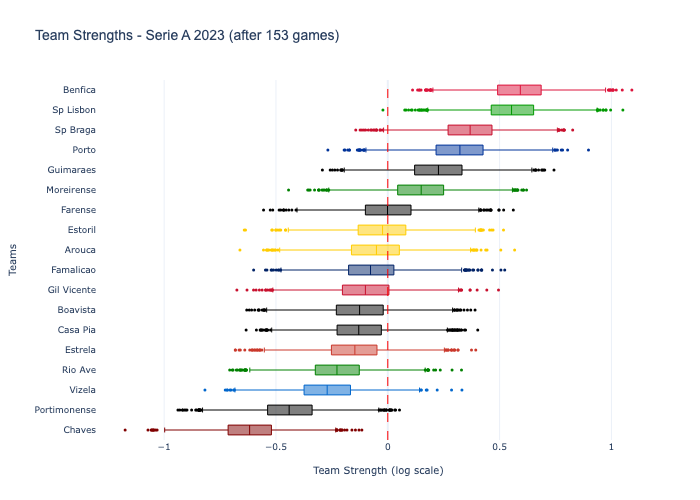 Team Strengths - Serie A 2023 (after 153 games)
Benfica
Sp Lisbon
Sp Braga
Porto
Guimaraes
Moreirense
Farense
Estoril
Arouca
Famalicao
Gil Vicente
Boavista
Casa Pia
Estrela
Rio Ave
Vizela
Portimonense
Chaves
Teams
−1
−0.5
0
0.5
1
Team Strength (log scale)